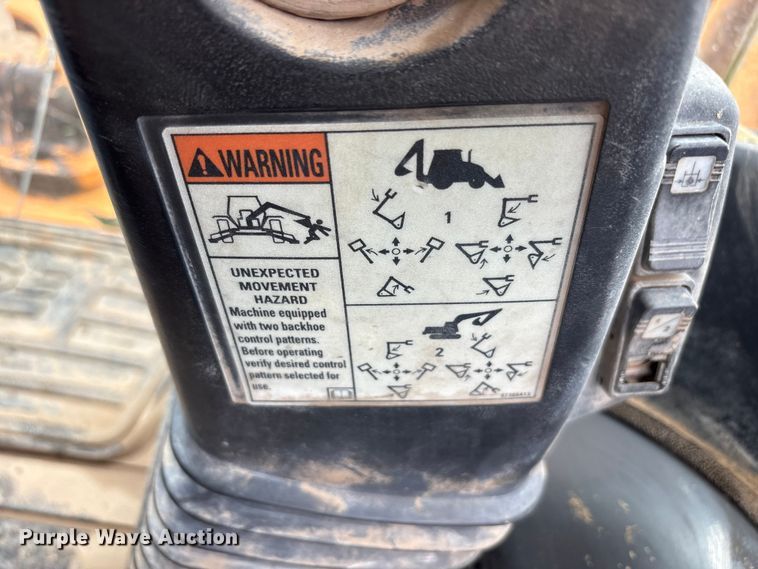 WARNING
UNEXPECTED
MOVEMENT
HAZARD
Machine equipped
with two backhoe
control patterns.
Before operating
verify desired control
pattern selected for
use.
1
2
Purple Wave Auction